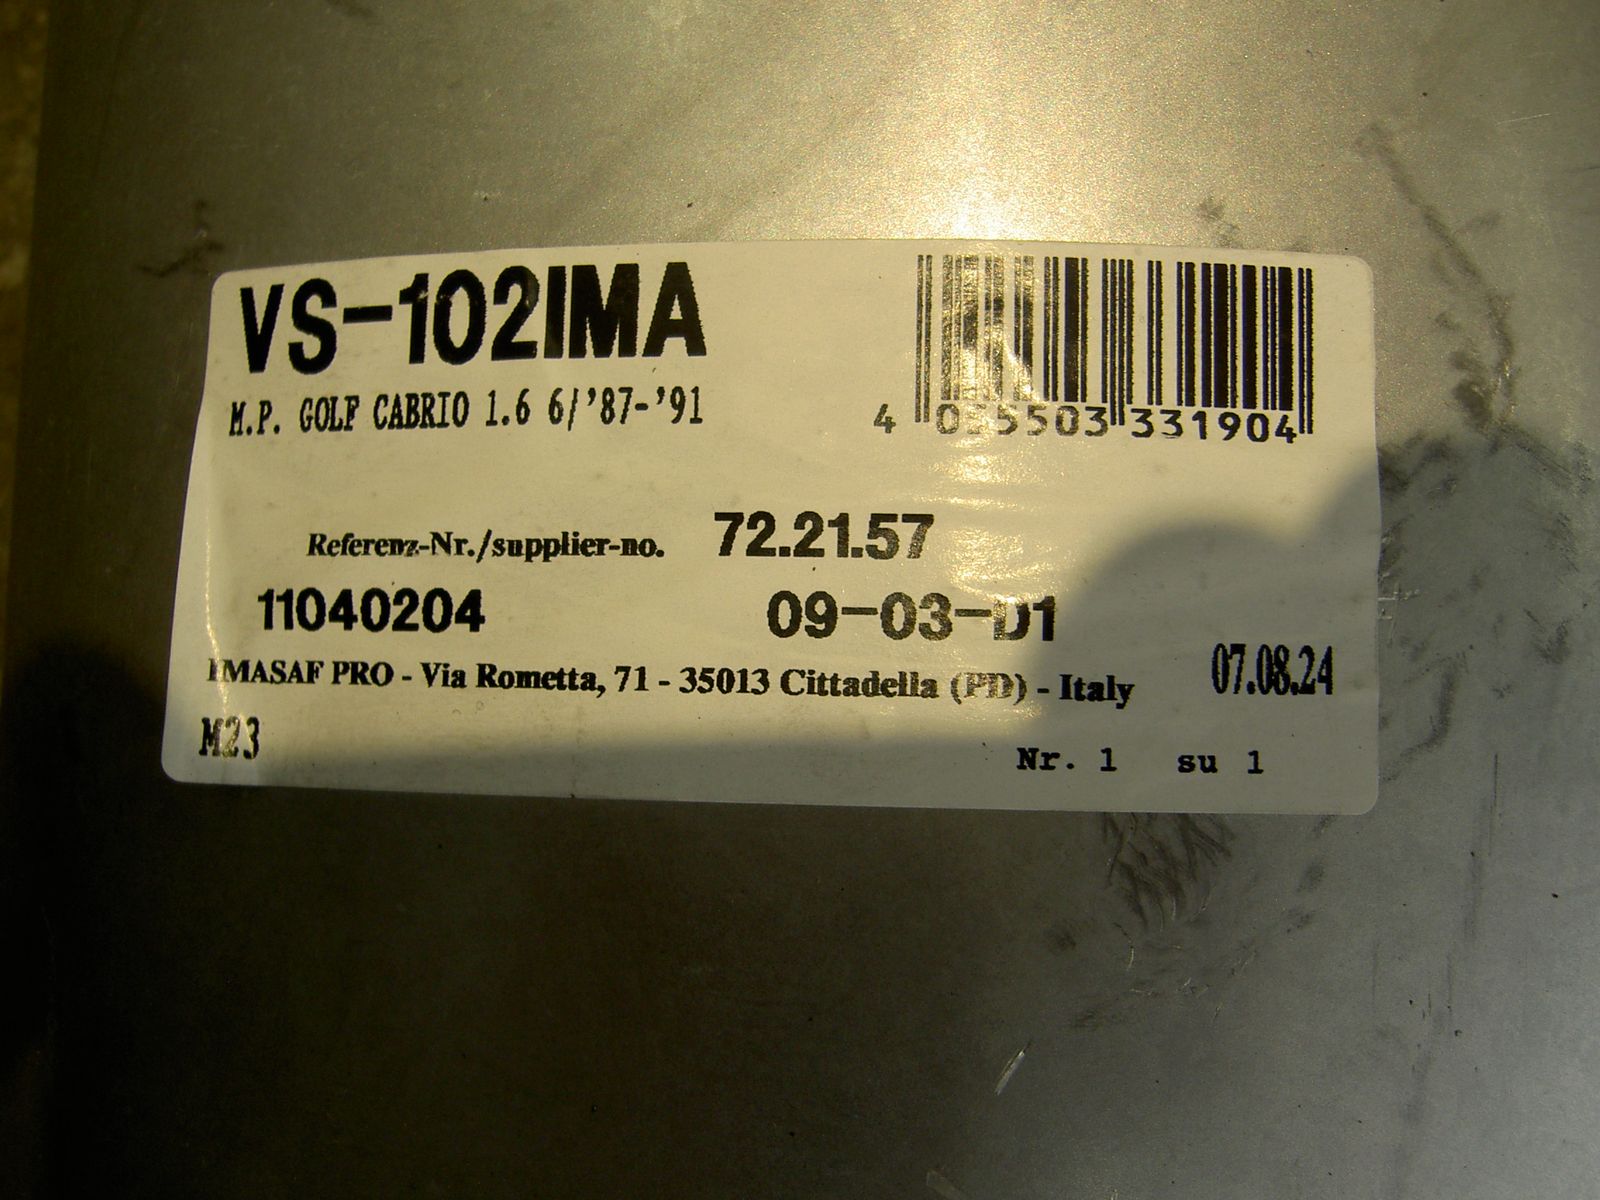 VS-102IMA
M.P. GOLF CABRIO 1.6 6/'87-'91
4 055503 331904
Referenz-Nr./supplier-no. 72.21.57
11040204 09-03-D1
IMASAF PRO - Via Rometta, 71 - 35013 Cittadella (PD) - Italy 07.08.24
M23
Nr. 1 su 1